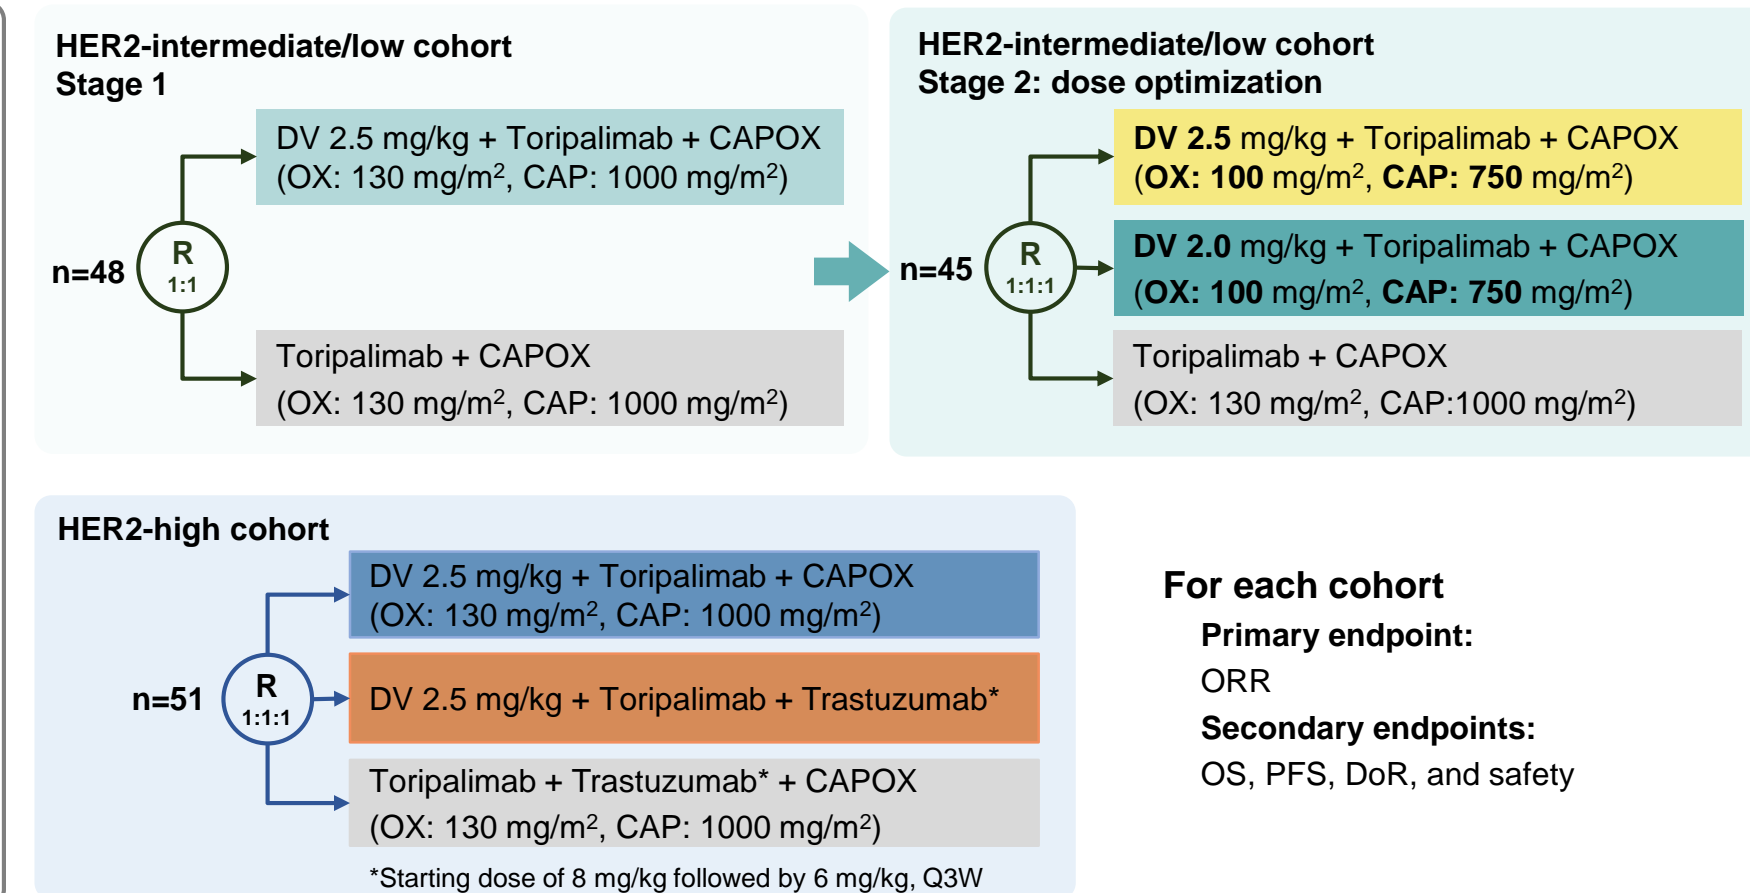 HER2-intermediate/low cohort
Stage 1
DV 2.5 mg/kg + Toripalimab + CAPOX
(OX: 130 mg/m², CAP: 1000 mg/m²)
n=48
R
1:1
Toripalimab + CAPOX
(OX: 130 mg/m², CAP: 1000 mg/m²)
HER2-intermediate/low cohort
Stage 2: dose optimization
DV 2.5 mg/kg + Toripalimab + CAPOX
(OX: 100 mg/m², CAP: 750 mg/m²)
n=45
R
1:1:1
DV 2.0 mg/kg + Toripalimab + CAPOX
(OX: 100 mg/m², CAP: 750 mg/m²)
Toripalimab + CAPOX
(OX: 130 mg/m², CAP:1000 mg/m²)
HER2-high cohort
DV 2.5 mg/kg + Toripalimab + CAPOX
(OX: 130 mg/m², CAP: 1000 mg/m²)
n=51
R
1:1:1
DV 2.5 mg/kg + Toripalimab + Trastuzumab*
Toripalimab + Trastuzumab* + CAPOX
(OX: 130 mg/m², CAP: 1000 mg/m²)
*Starting dose of 8 mg/kg followed by 6 mg/kg, Q3W
For each cohort
Primary endpoint:
ORR
Secondary endpoints:
OS, PFS, DoR, and safety